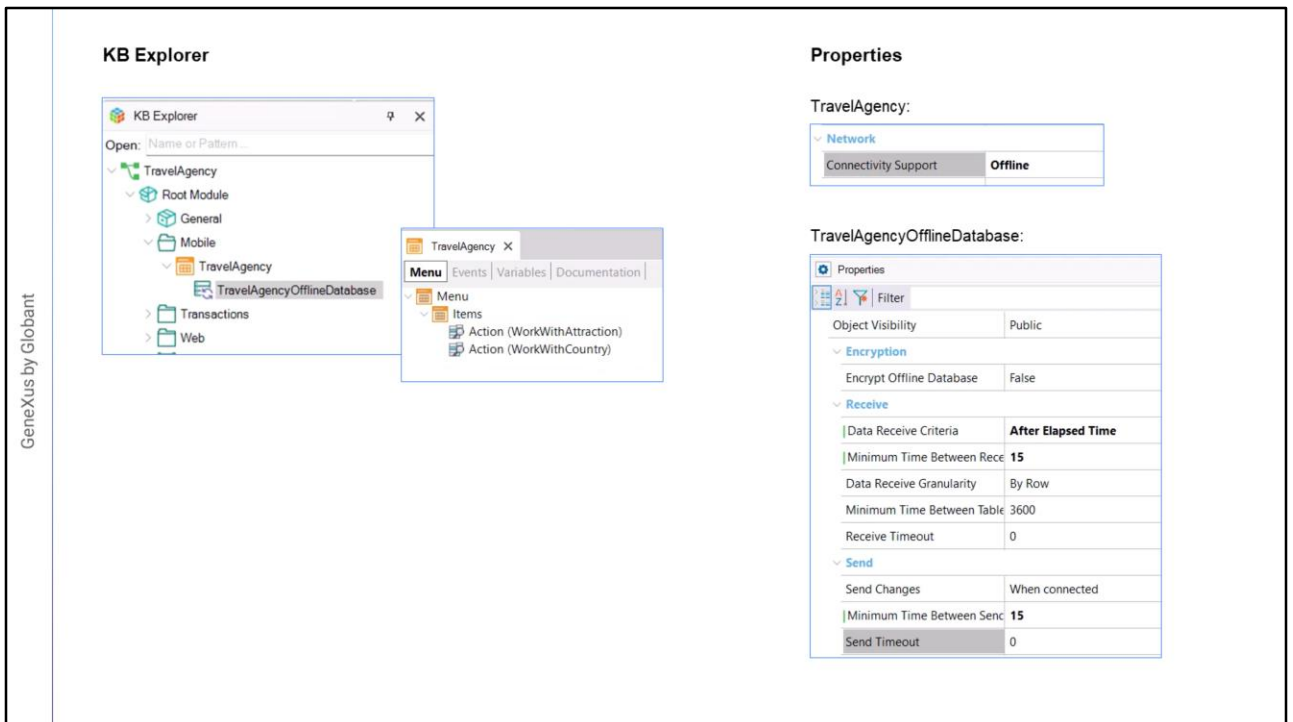 GeneXus by Globant
KB Explorer
KB Explorer
Open: Name or Pattern...
TravelAgency
Root Module
General
Mobile
TravelAgency
TravelAgencyOfflineDatabase
Transactions
Web
TravelAgency
Menu Events Variables Documentation
Menu
Items
Action (WorkWithAttraction)
Action (WorkWithCountry)
Properties
TravelAgency:
Network
Connectivity Support Offline
TravelAgencyOfflineDatabase:
Properties
Filter
Object Visibility Public
Encryption
Encrypt Offline Database False
Receive
Data Receive Criteria After Elapsed Time
Minimum Time Between Rece 15
Data Receive Granularity By Row
Minimum Time Between Table 3600
Receive Timeout 0
Send
Send Changes When connected
Minimum Time Between Senc 15
Send Timeout 0